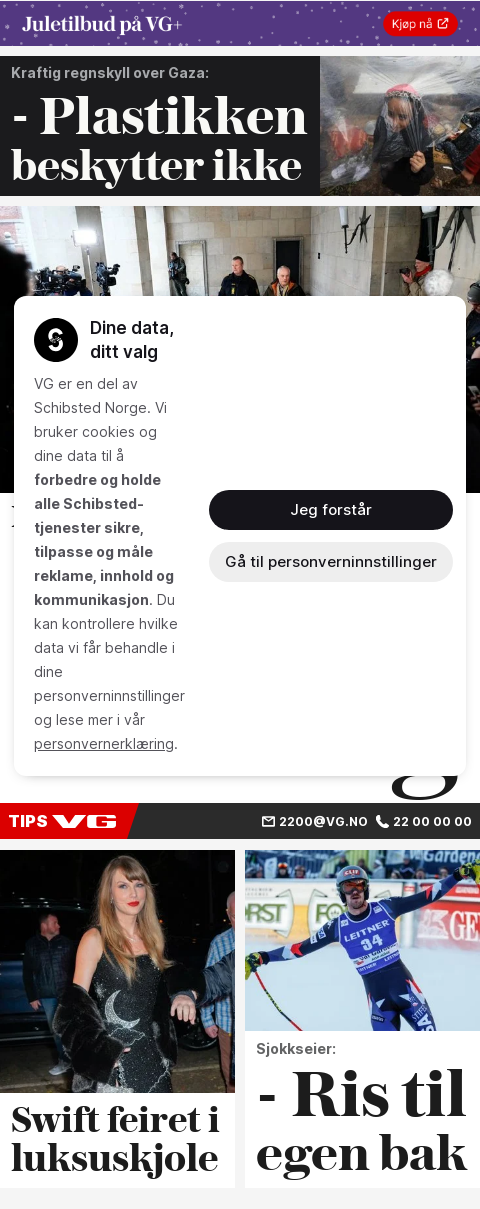 Juletilbud på VG+
Kjøp nå
Kraftig regnskyll over Gaza:
- Plastikken
beskytter ikke
Dine data,
ditt valg
VG er en del av
Schibsted Norge. Vi
bruker cookies og
dine data til å
forbedre og holde
alle Schibsted-
tjenester sikre,
tilpasse og måle
reklame, innhold og
kommunikasjon. Du
kan kontrollere hvilke
data vi får behandle i
dine
personverninnstillinger
og lese mer i vår
personvernerklæring.
Jeg forstår
Gå til personverninnstillinger
TIPS VG
2200@VG.NO 22 00 00 00
LEITNER
34
LEITNER
Swift feiret i
luksuskjole
Sjokkseier:
- Ris til
egen bak